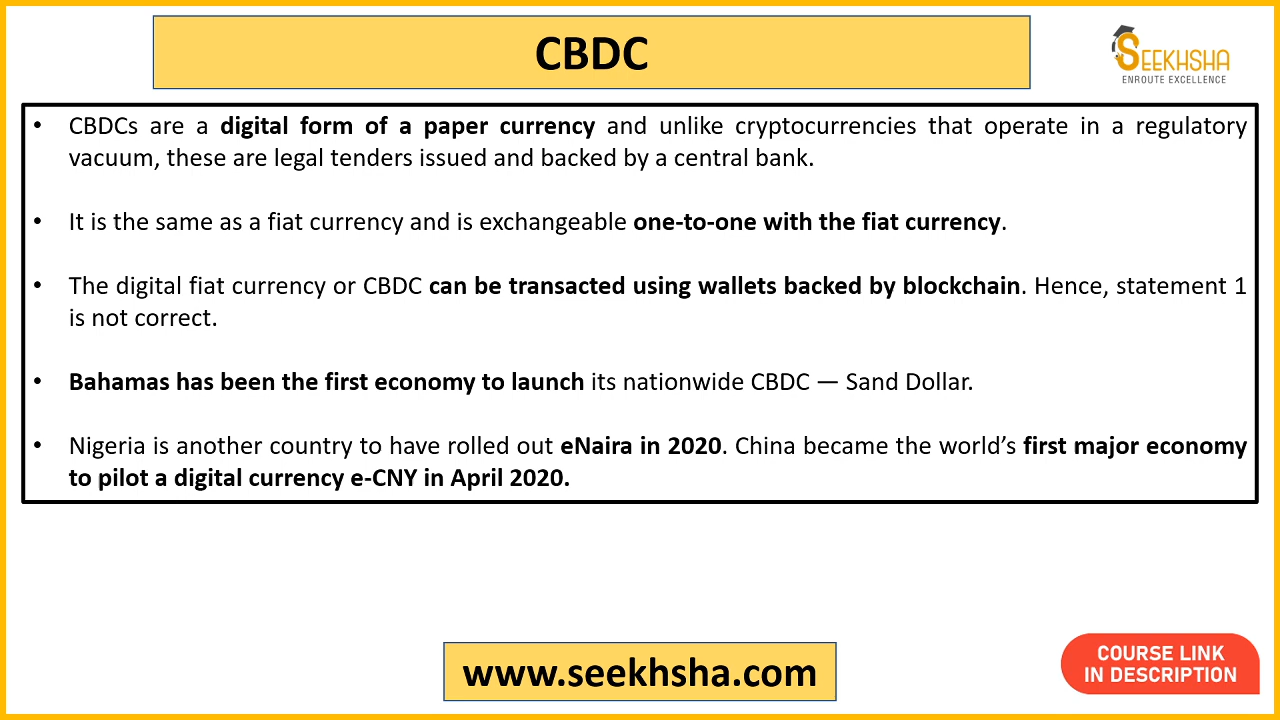 CBDC
SEEKHSHA
ENROUTE EXCELLENCE
• CBDCs are a digital form of a paper currency and unlike cryptocurrencies that operate in a regulatory
vacuum, these are legal tenders issued and backed by a central bank.
• It is the same as a fiat currency and is exchangeable one-to-one with the fiat currency.
• The digital fiat currency or CBDC can be transacted using wallets backed by blockchain. Hence, statement 1
is not correct.
• Bahamas has been the first economy to launch its nationwide CBDC — Sand Dollar.
• Nigeria is another country to have rolled out eNaira in 2020. China became the world’s first major economy
to pilot a digital currency e-CNY in April 2020.
www.seekhsha.com
COURSE LINK
IN DESCRIPTION